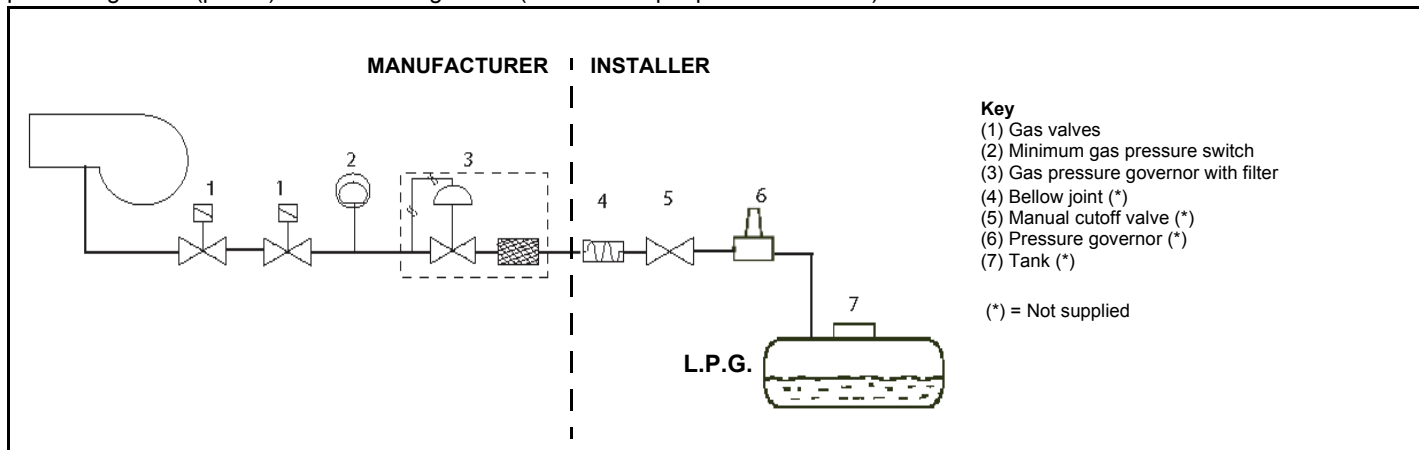 MANUFACTURER INSTALLER
Key
(1) Gas valves
(2) Minimum gas pressure switch
(3) Gas pressure governor with filter
(4) Bellow joint (*)
(5) Manual cutoff valve (*)
(6) Pressure governor (*)
(7) Tank (*)
(*) = Not supplied
1 1 2 3 4 5 6
7
L.P.G.